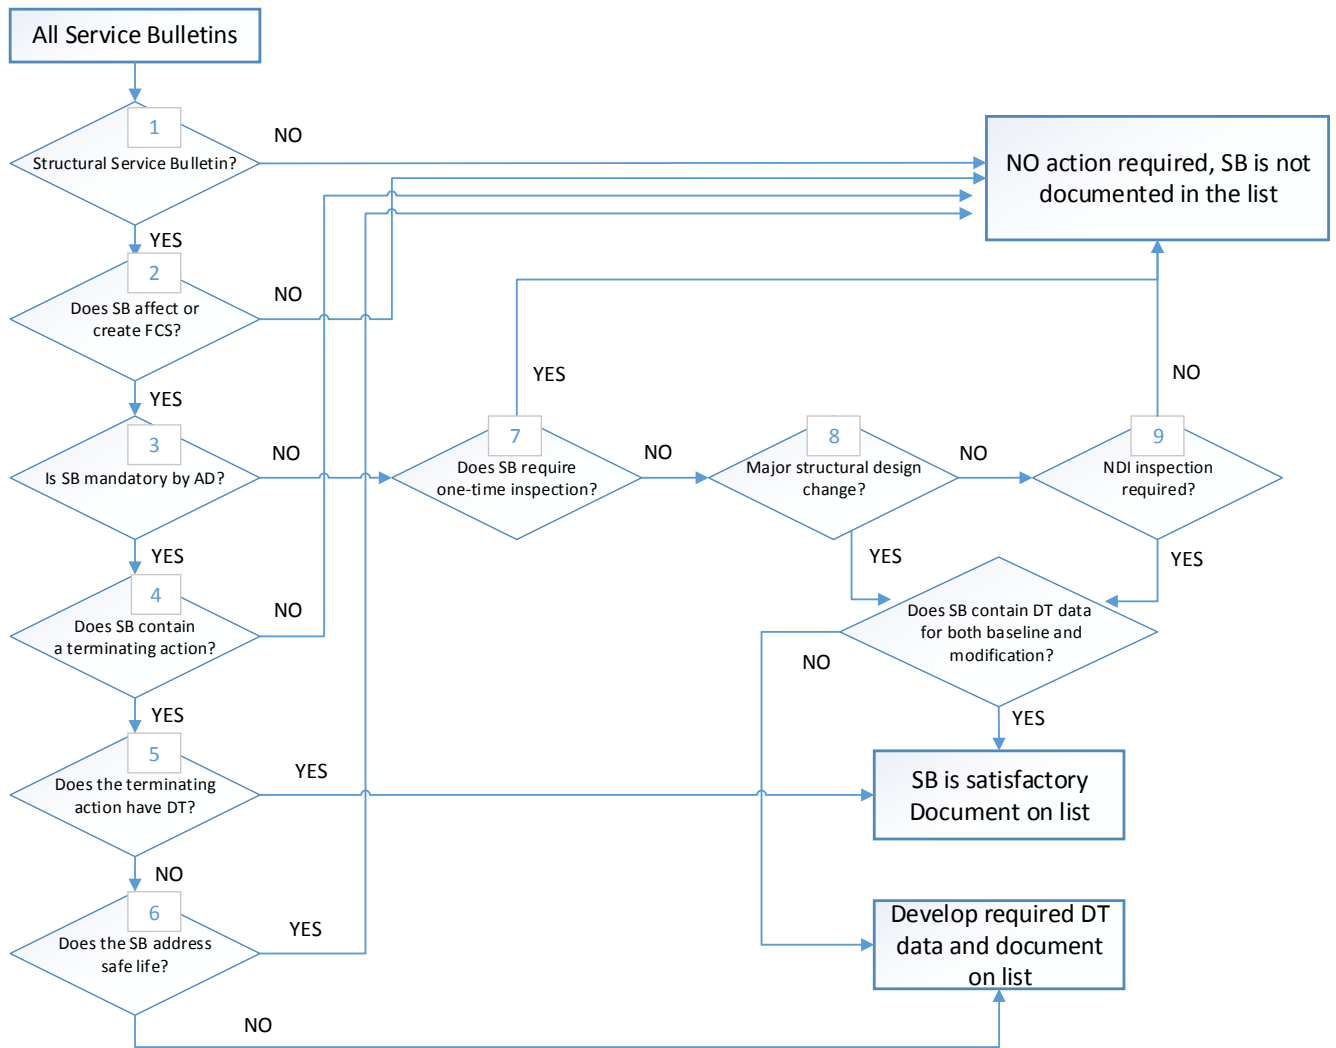 All Service Bulletins
1
Structural Service Bulletin?
NO
YES
NO action required, SB is not
documented in the list
2
Does SB affect or
create FCS?
NO
YES
3
Is SB mandatory by AD?
NO
YES
7
Does SB require
one-time inspection?
YES
NO
8
Major structural design
change?
NO
YES
9
NDI inspection
required?
NO
YES
4
Does SB contain
a terminating action?
NO
YES
Does SB contain DT data
for both baseline and
modification?
NO
YES
5
Does the terminating
action have DT?
YES
NO
SB is satisfactory
Document on list
6
Does the SB address
safe life?
YES
NO
Develop required DT
data and document
on list